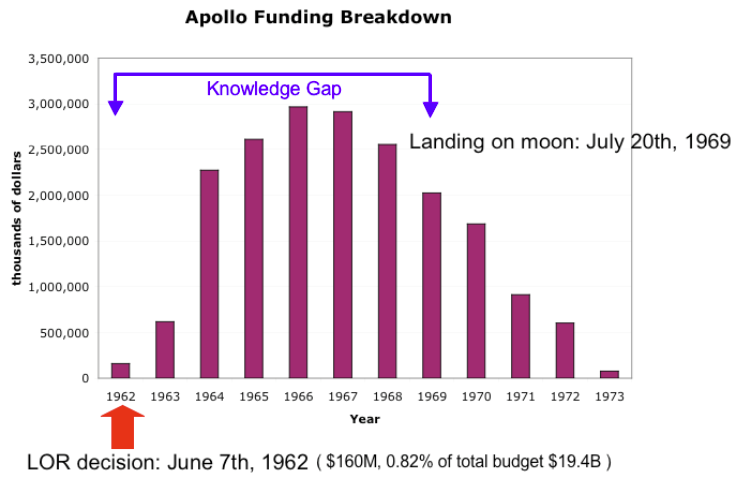 Apollo Funding Breakdown
3,500,000
Knowledge Gap
3,000,000
Landing on moon: July 20th, 1969
2,500,000
2,000,000
1,500,000
1,000,000
500,000
0
thousands of dollars
1962 1963 1964 1965 1966 1967 1968 1969 1970 1971 1972 1973
Year
LOR decision: June 7th, 1962 ( $160M, 0.82% of total budget $19.4B )